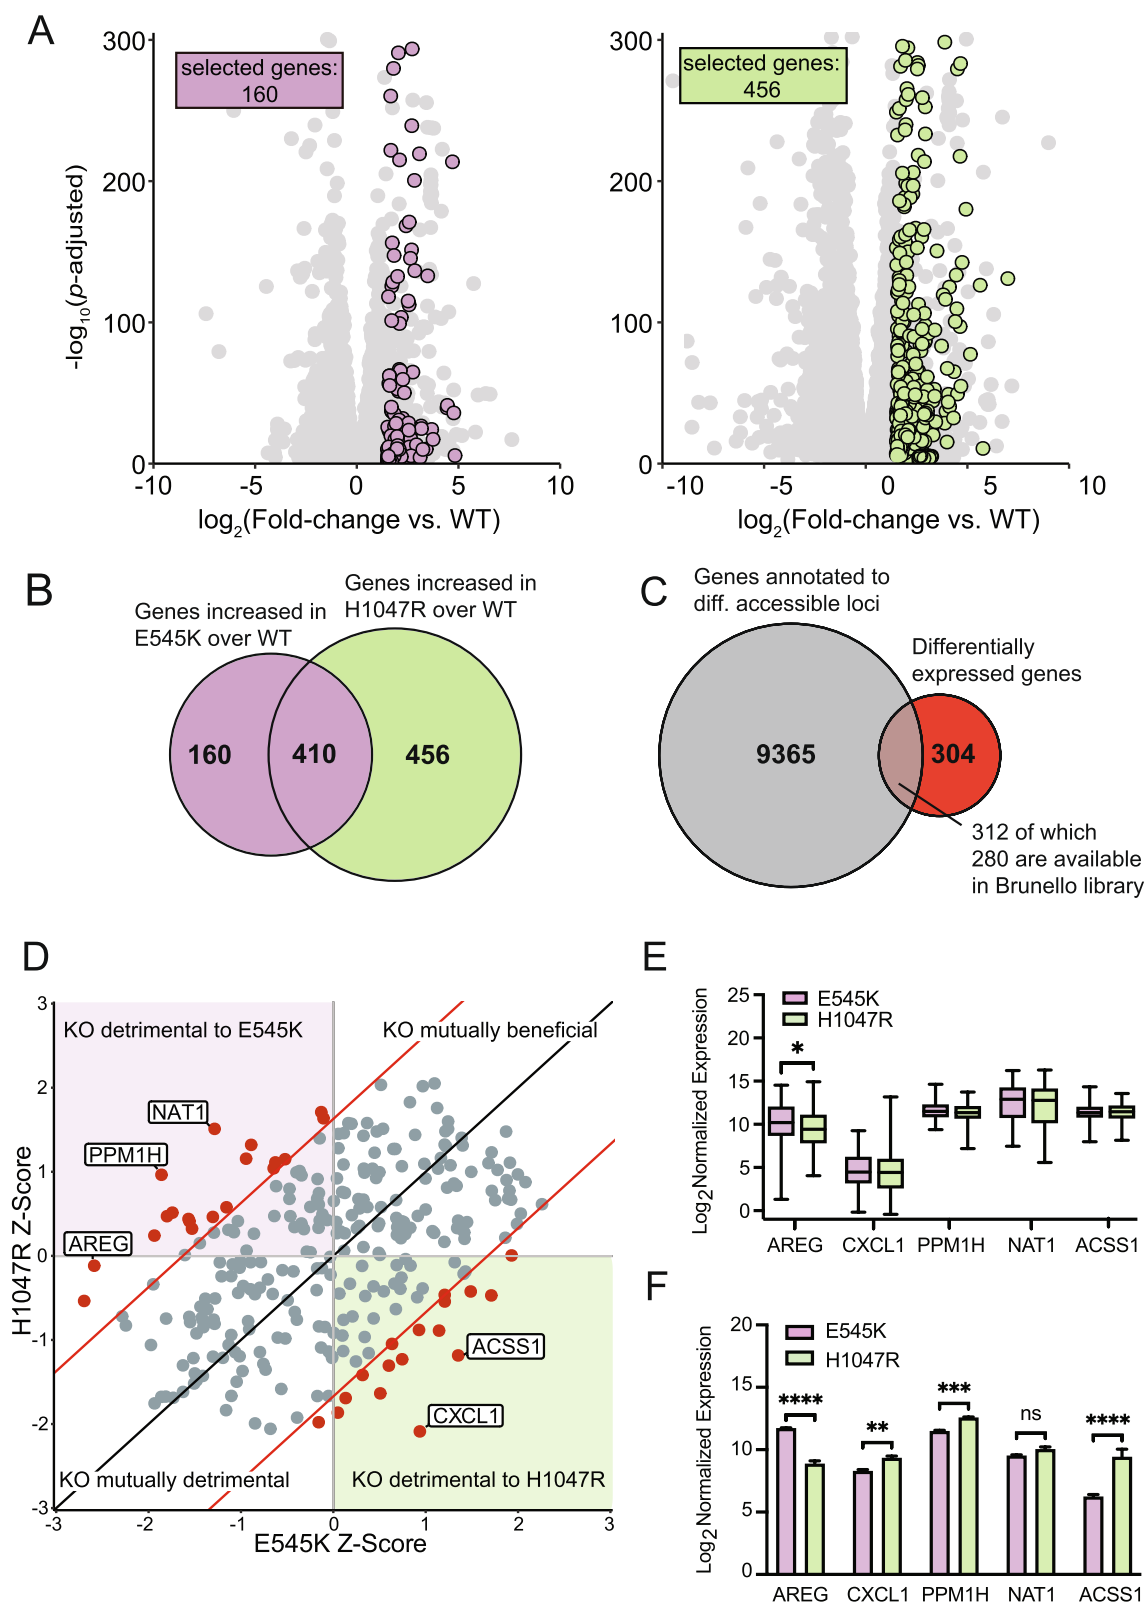 A
300
200
100
0
-log10(p-adjusted)
selected genes:
160
-10 -5 0 5 10
log2(Fold-change vs. WT)
300
200
100
0
selected genes:
456
-10 -5 0 5 10
log2(Fold-change vs. WT)
B
Genes increased in
E545K over WT
Genes increased in
H1047R over WT
160 410 456
C
Genes annotated to
diff. accessible loci
Differentially
expressed genes
9365 304
312 of which
280 are available
in Brunello library
D
H1047R Z-Score
3
2
1
0
-1
-2
-3
KO detrimental to E545K
KO mutually beneficial
NAT1
PPM1H
AREG
ACSS1
CXCL1
KO mutually detrimental
KO detrimental to H1047R
-3 -2 -1 0 1 2 3
E545K Z-Score
E
Log2 Normalized Expression
25
20
15
10
5
0
E545K
H1047R
*
AREG CXCL1 PPM1H NAT1 ACSS1
F
Log2 Normalized Expression
20
15
10
5
0
E545K
H1047R
**** ** *** ns ****
AREG CXCL1 PPM1H NAT1 ACSS1